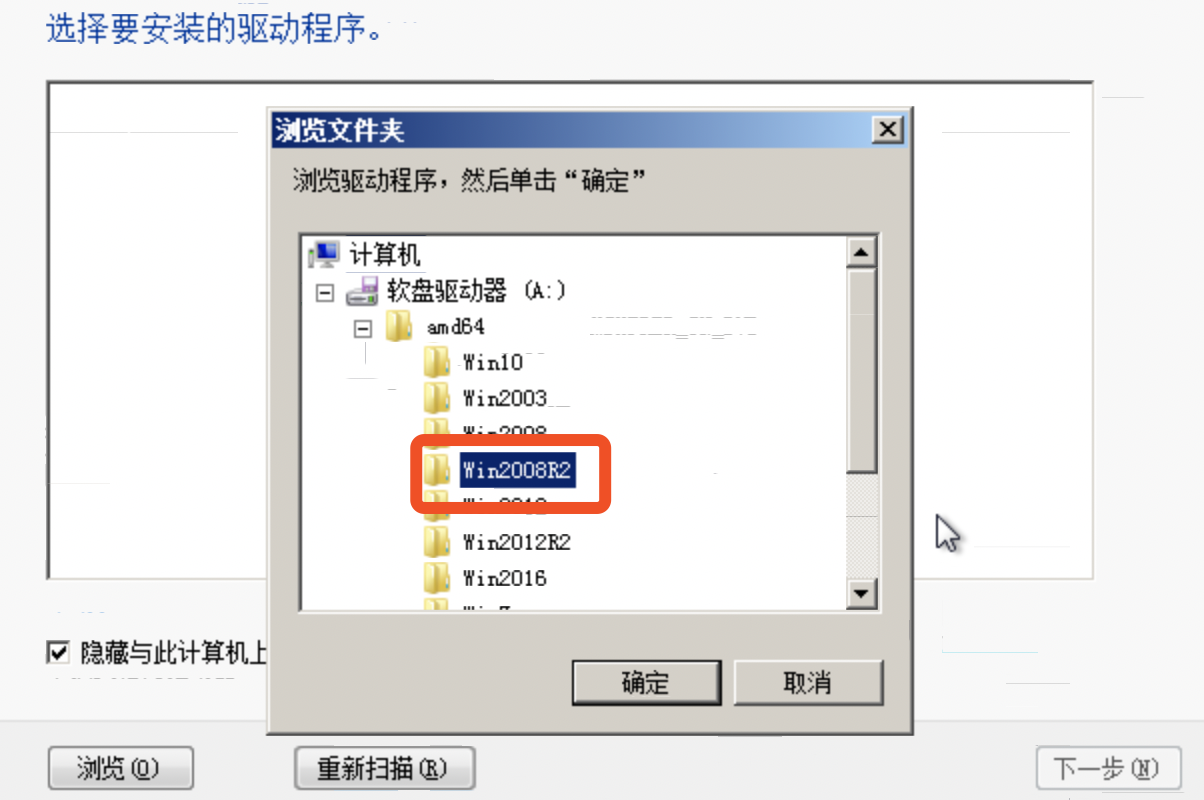 选择要安装的驱动程序。
浏览文件夹
浏览驱动程序，然后单击“确定”
计算机
软盘驱动器 (A:)
amd64
Win10
Win2003
Win2008
Win2008R2
Win2012
Win2012R2
Win2016
隐藏与此计算机上
确定 取消
浏览(O) 重新扫描(R) 下一步(N)